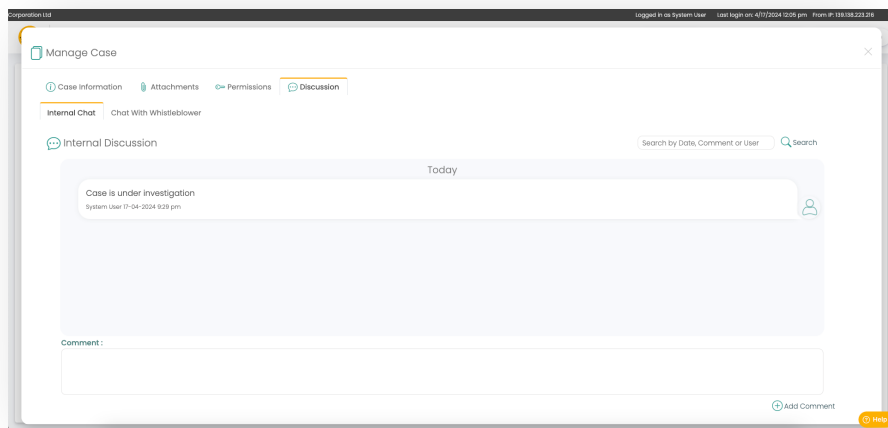 Corporation Ltd
Logged In as System User Last login on: 4/17/2024 12:05 pm From IP: 139.138.223.216
Manage Case
Case Information Attachments Permissions Discussion
Internal Chat Chat With Whistleblower
Internal Discussion
Search by Date, Comment or User Search
Today
Case is under investigation
System User 17-04-2024 9:29 pm
Comment :
Add Comment
Help